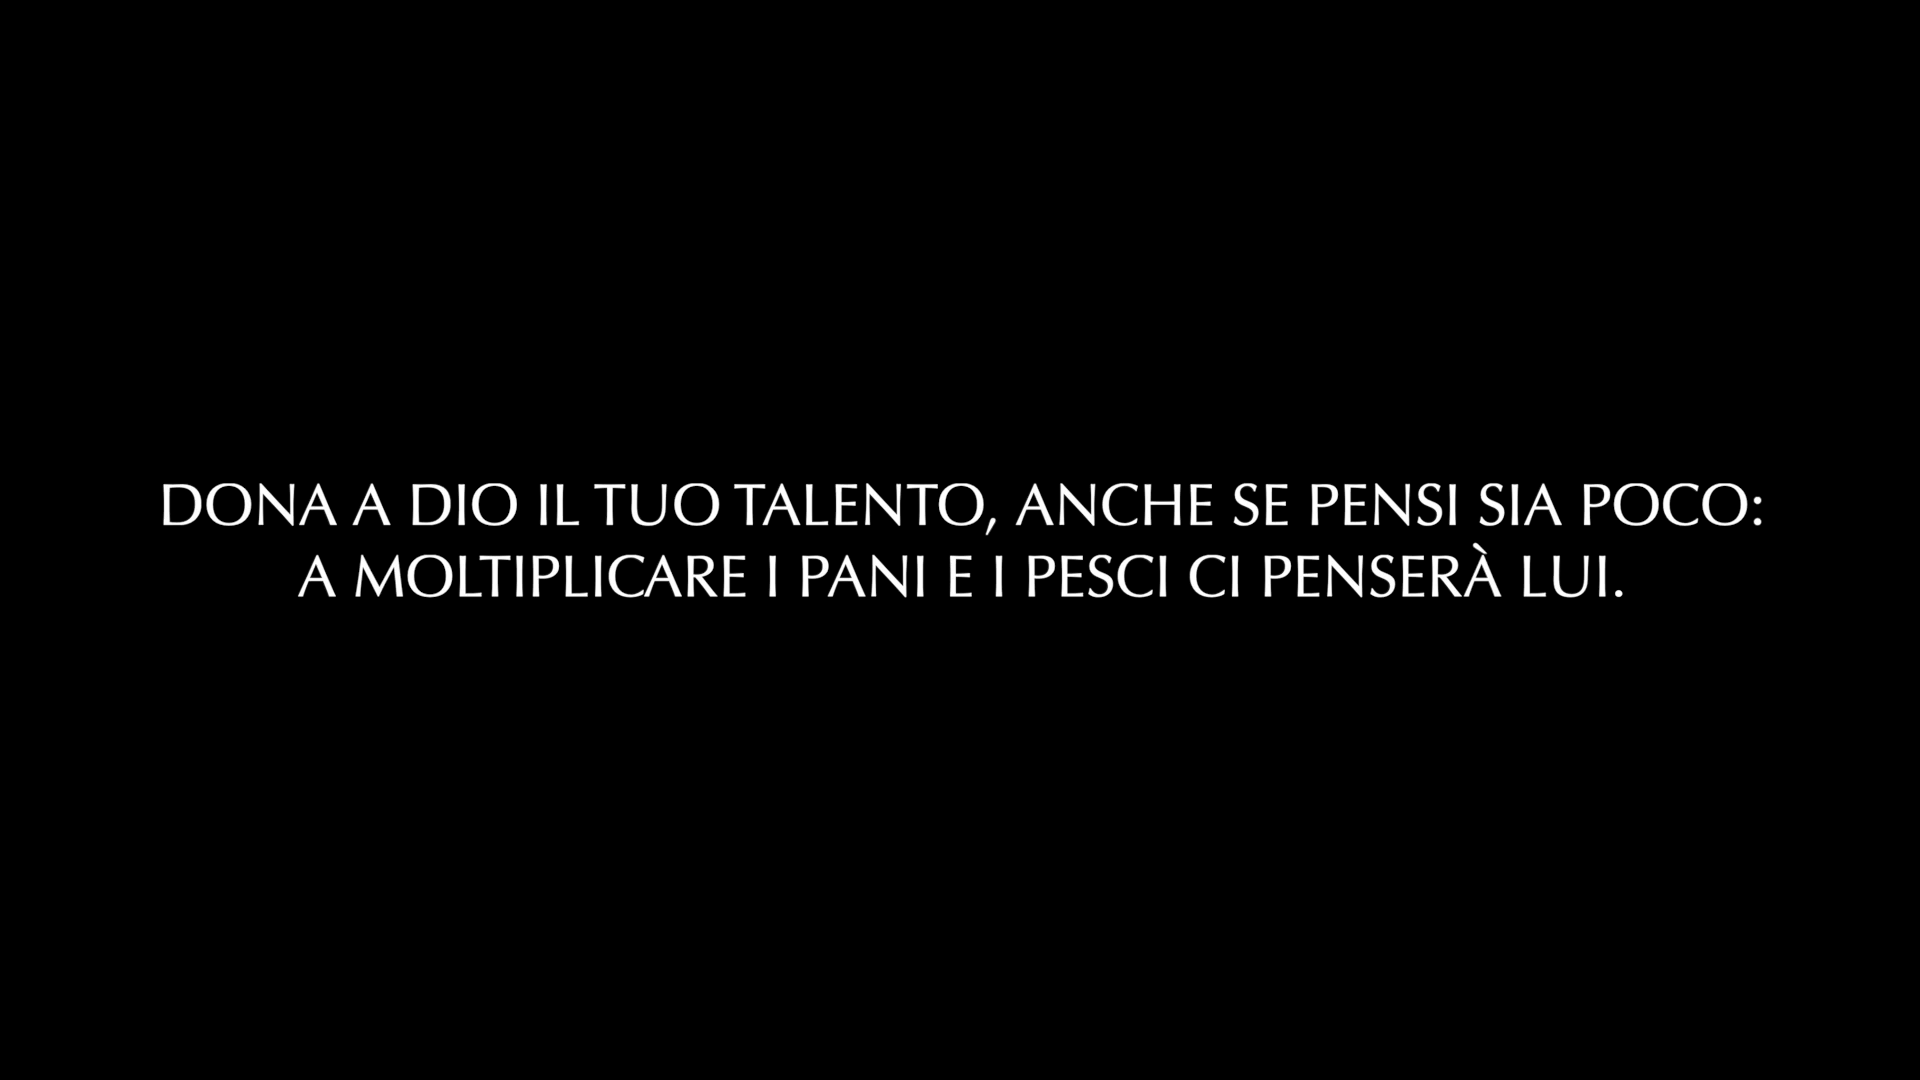 DONA A DIO IL TUO TALENTO, ANCHE SE PENSI SIA POCO:
A MOLTIPLICARE I PANI E I PESCI CI PENSERÀ LUI.